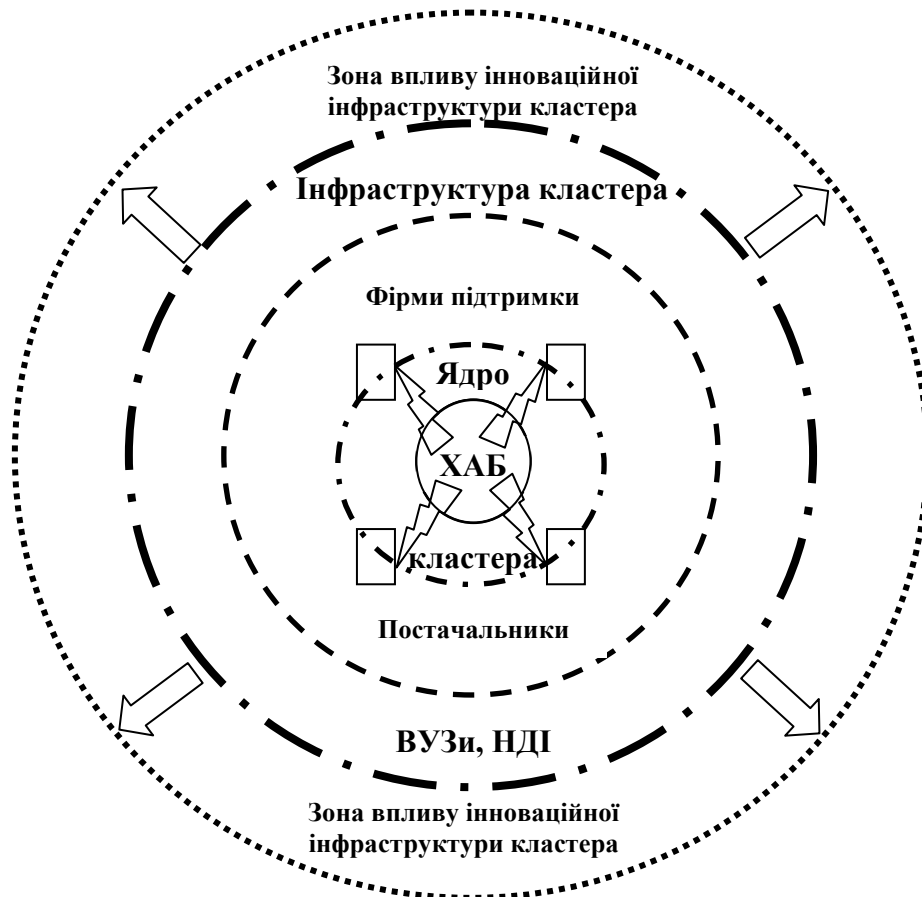 Зона впливу інноваційної
інфраструктури кластера
Інфраструктура кластера
Фірми підтримки
Ядро
ХАБ
кластера
Постачальники
ВУЗи, НДІ
Зона впливу інноваційної
інфраструктури кластера